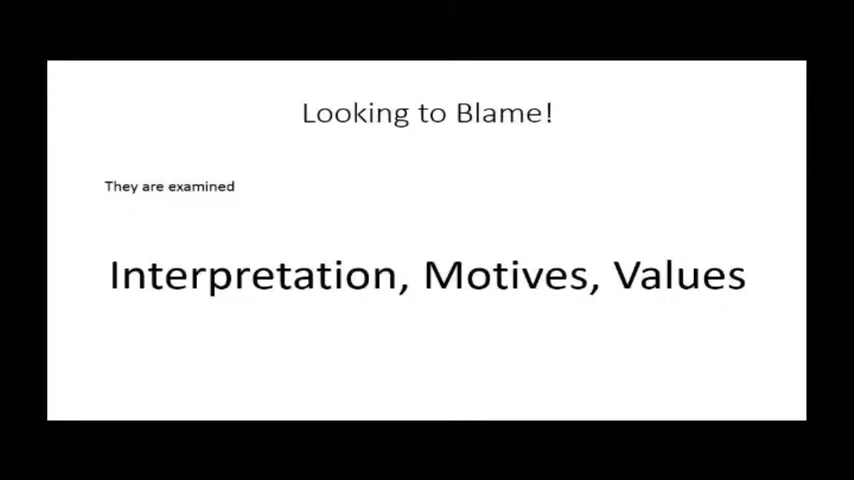 Looking to Blame!
They are examined
Interpretation, Motives, Values